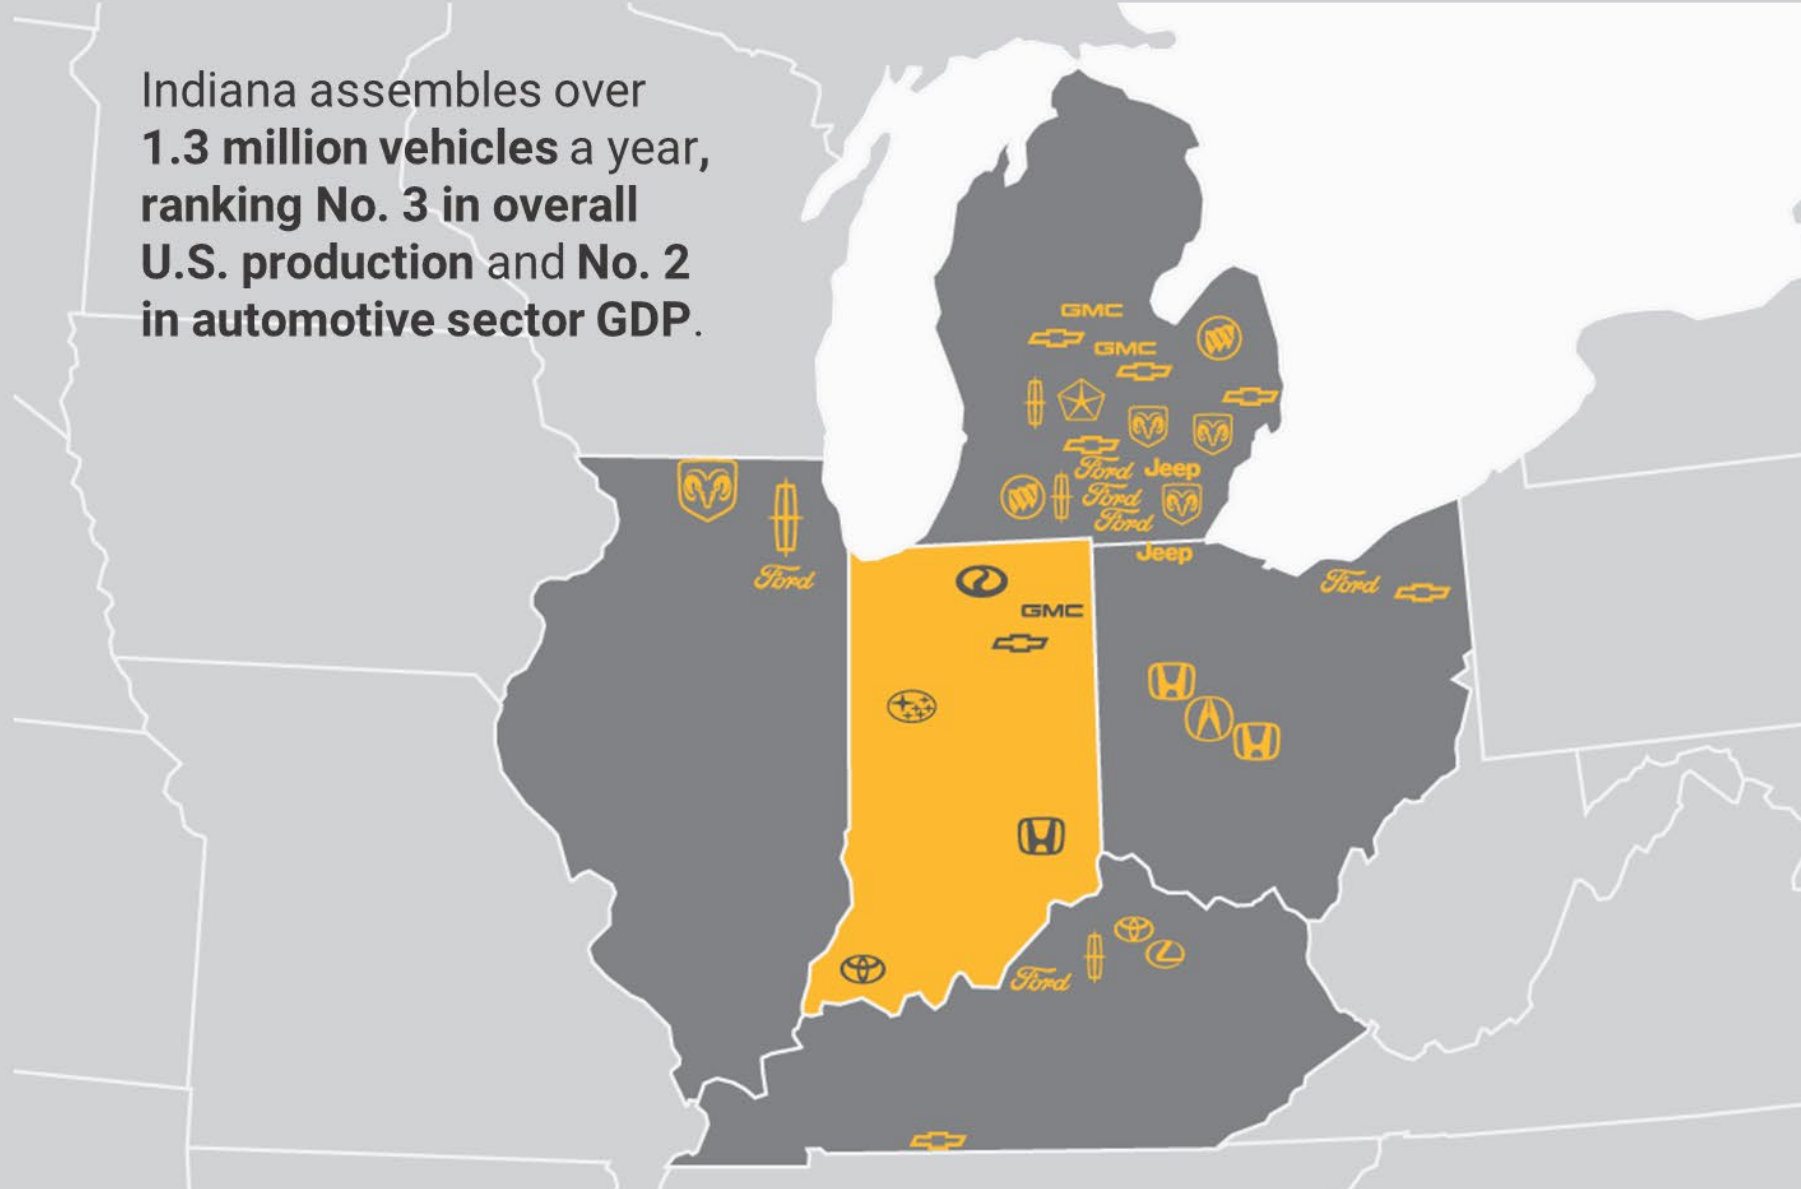 Indiana assembles over
1.3 million vehicles a year,
ranking No. 3 in overall
U.S. production and No. 2
in automotive sector GDP.
GMC
GMC
Ford Jeep
Ford
Ford
Jeep
Ford
Ford
GMC
Ford